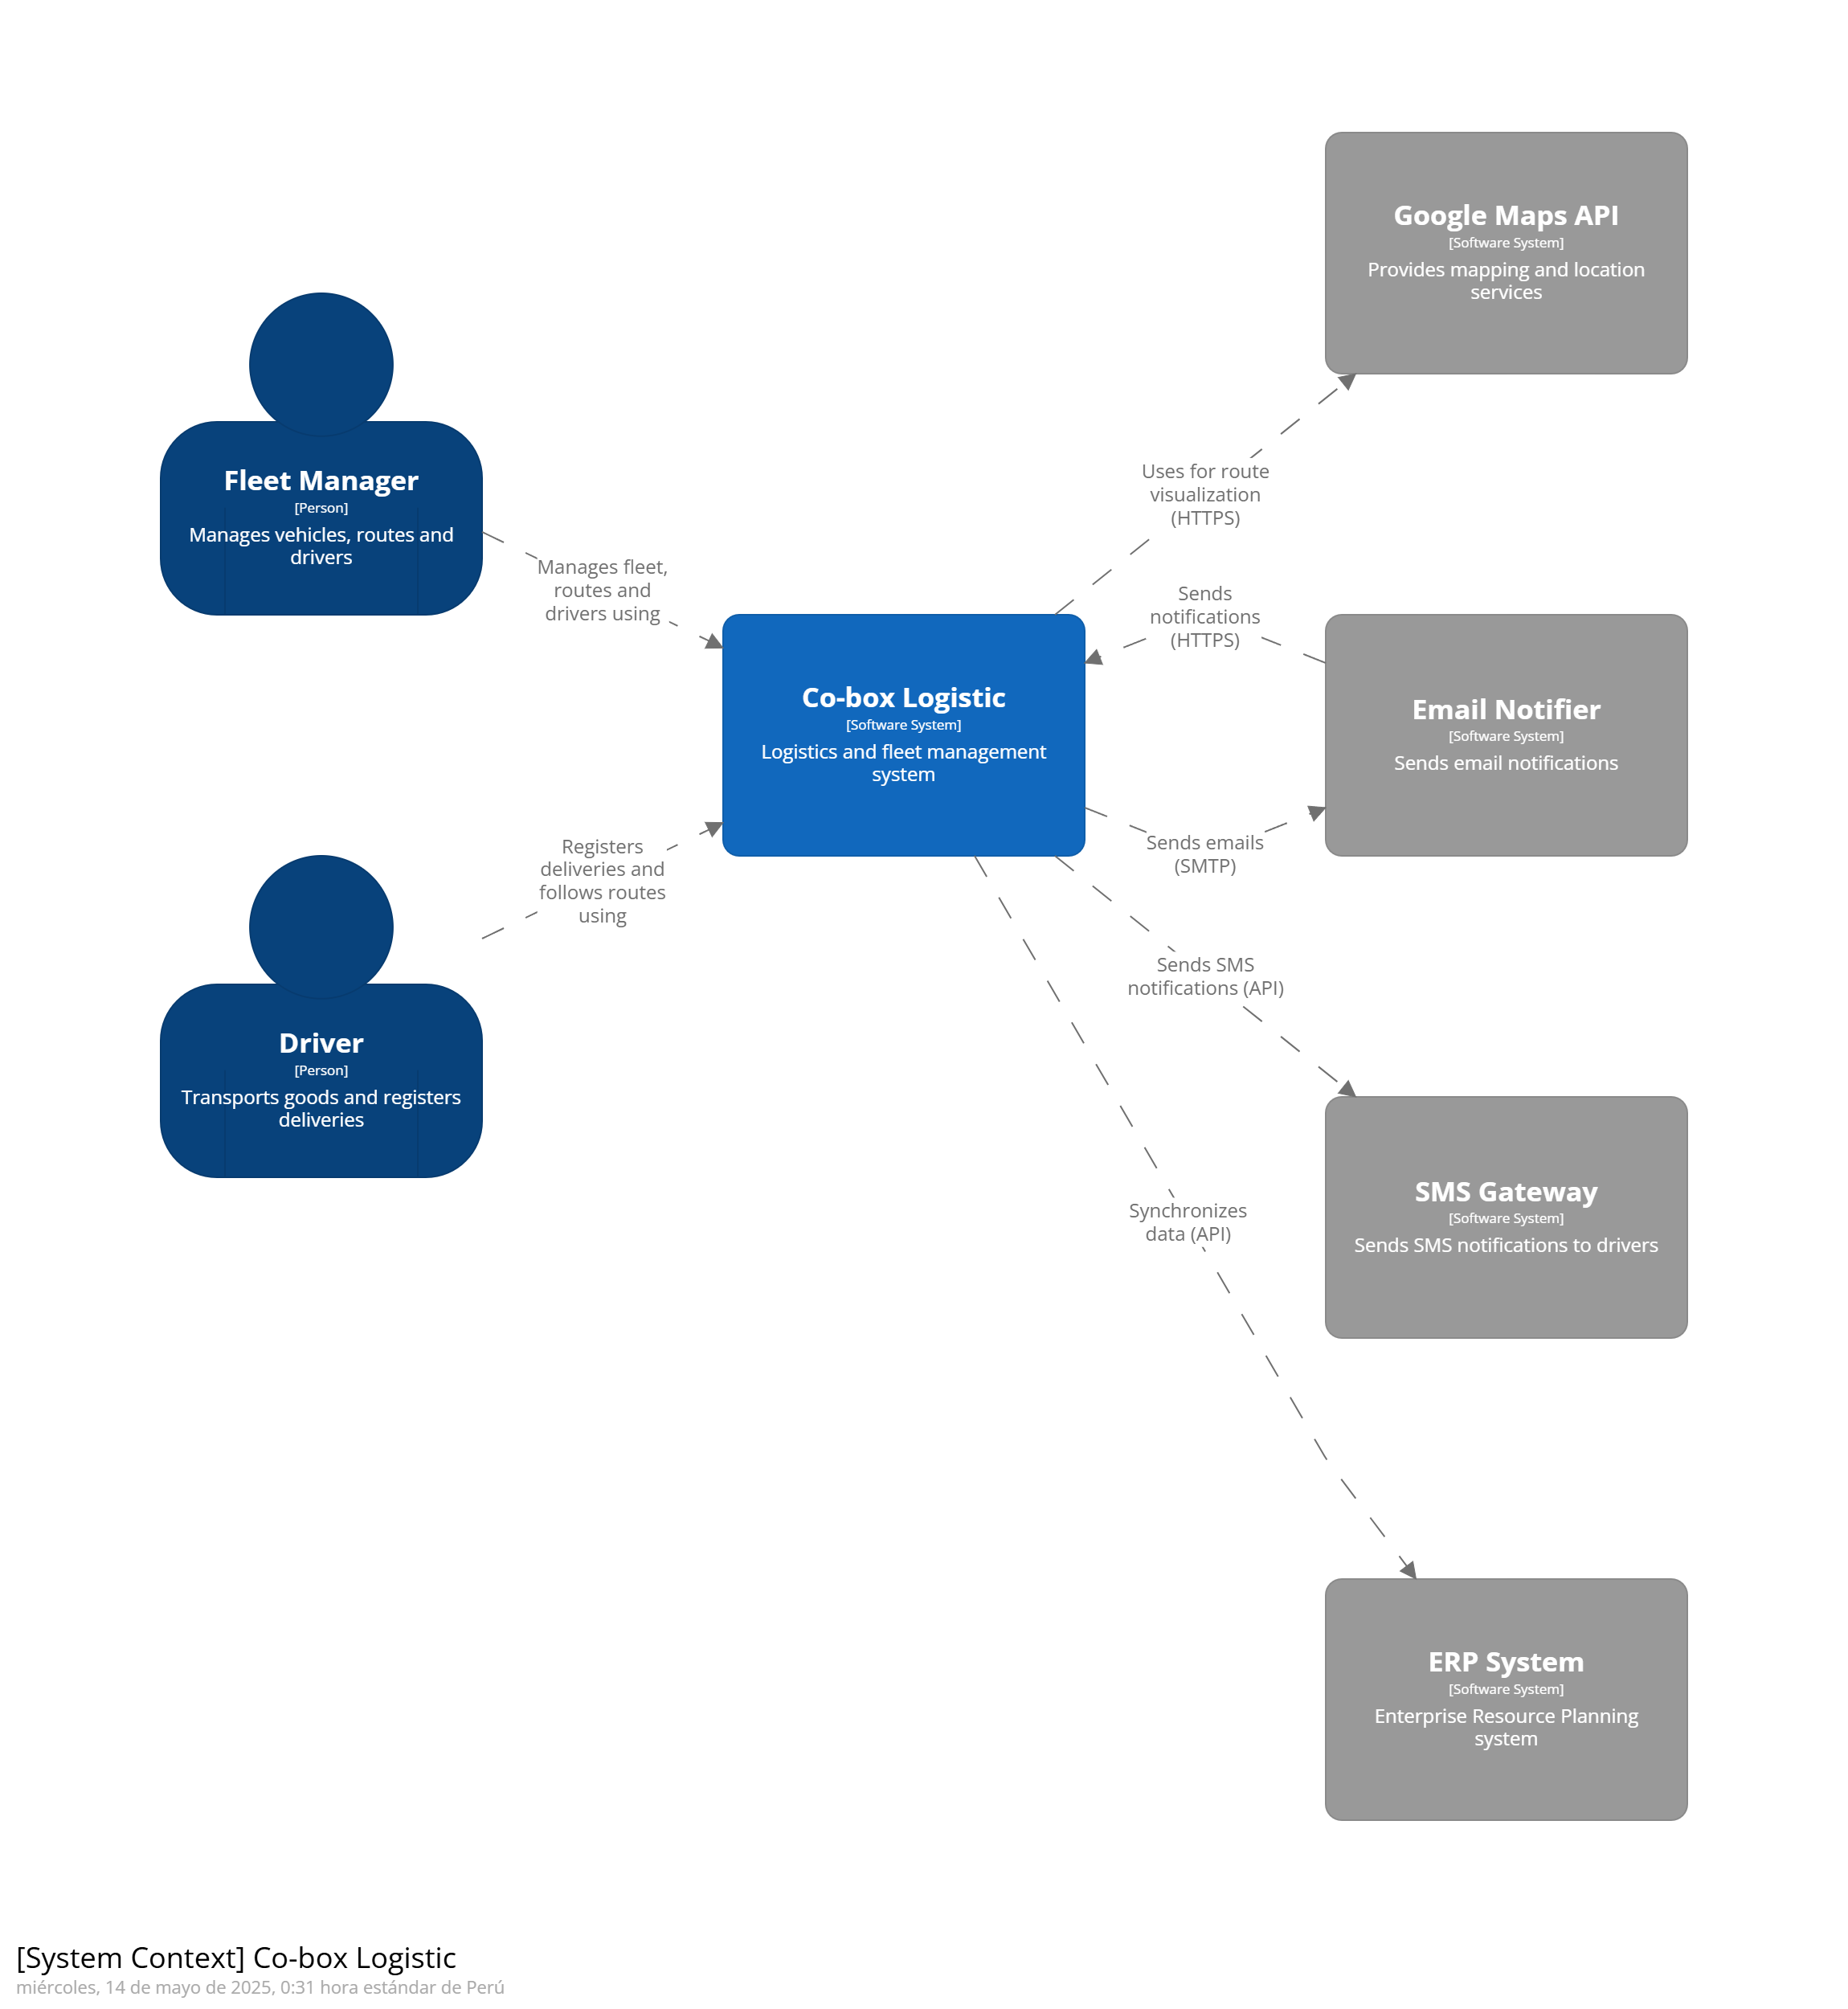 Google Maps API
[Software System]
Provides mapping and location
services
Fleet Manager
[Person]
Manages vehicles, routes and
drivers
Uses for route
visualization
(HTTPS)
Manages fleet,
routes and
drivers using
Sends
notifications
(HTTPS)
Co-box Logistic
[Software System]
Logistics and fleet management
system
Email Notifier
[Software System]
Sends email notifications
Registers
deliveries and
follows routes
using
Sends emails
(SMTP)
Driver
[Person]
Transports goods and registers
deliveries
Sends SMS
notifications (API)
SMS Gateway
[Software System]
Sends SMS notifications to drivers
Synchronizes
data (API)
ERP System
[Software System]
Enterprise Resource Planning
system
[System Context] Co-box Logistic
miércoles, 14 de mayo de 2025, 0:31 hora estándar de Perú